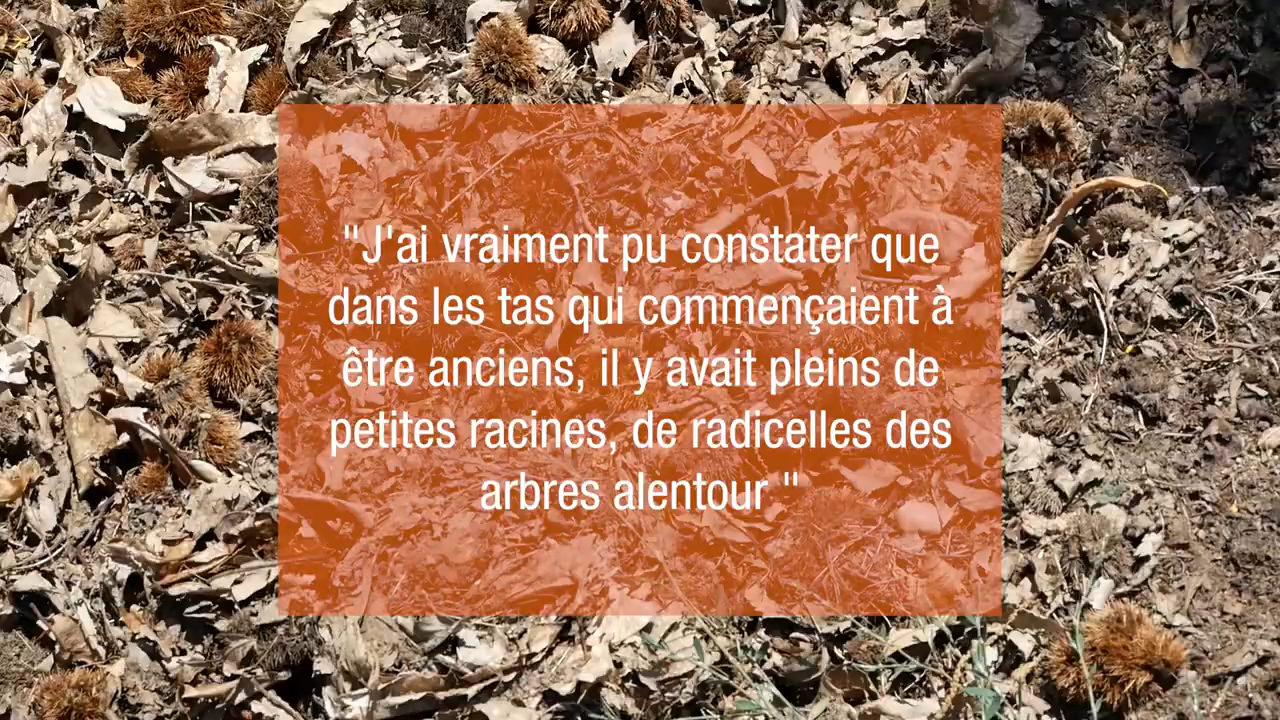 "J'ai vraiment pu constater que
dans les tas qui commençaient à
être anciens, il y avait pleins de
petites racines, de radicelles des
arbres alentour "